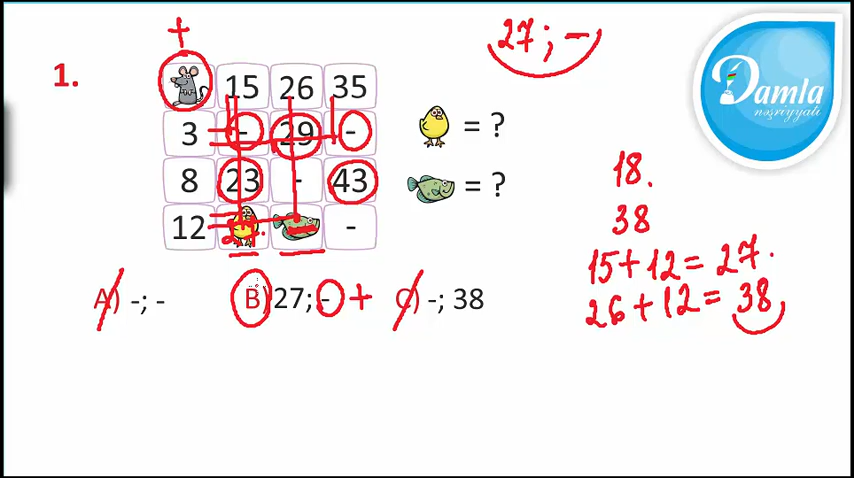 +
27; -
1.
15 26 35
3 - 29 -
8 23 - 43
12 27. - -
= ?
= ?
A) -; - B) 27; - + C) -; 38
18.
38
15+12= 27.
26+12= 38
Damla
nəşriyyatı